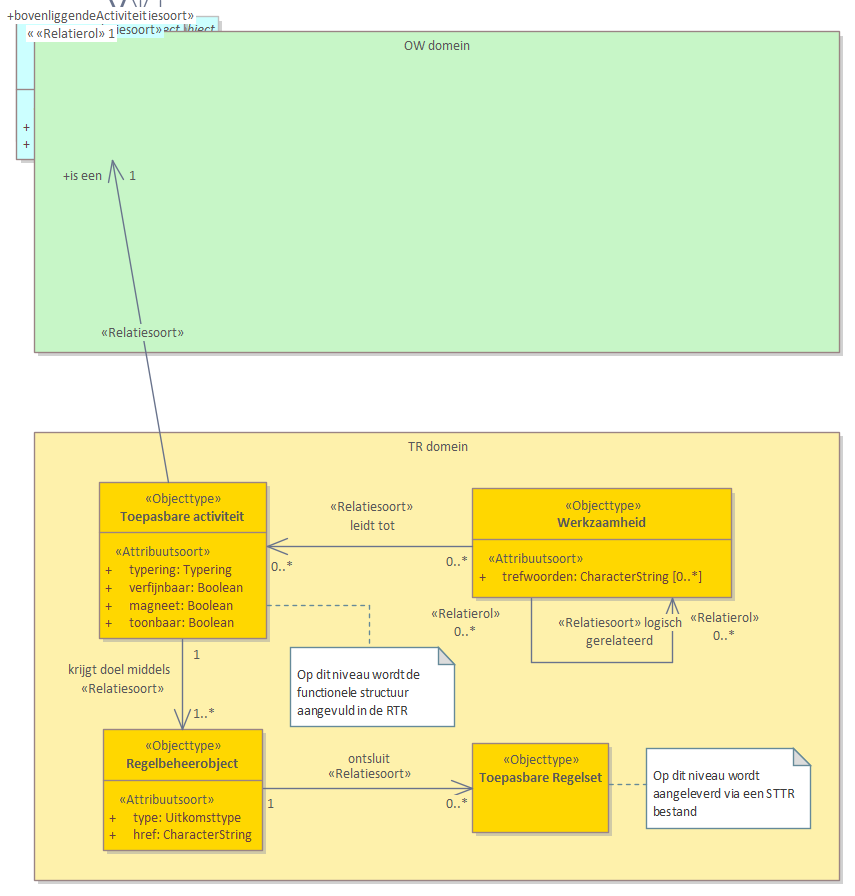 +bovenliggendeActiviteitiesoort»
« «Relatierol» 1
iesoort»
OW domein
+
+
+is een
1
«Relatiesoort»
TR domein
«Objecttype»
Toepasbare activiteit
«Attribuutsoort»
+ typering: Typering
+ verfijnbaar: Boolean
+ magneet: Boolean
+ toonbaar: Boolean
«Relatiesoort»
leidt tot
0..*
0..*
«Objecttype»
Werkzaamheid
«Attribuutsoort»
+ trefwoorden: CharacterString [0..*]
«Relatierol»
0..*
«Relatiesoort» logisch
gerelateerd
«Relatierol»
0..*
1
krijgt doel middels
«Relatiesoort»
1..*
Op dit niveau wordt de
functionele structuur
aangevuld in de RTR
«Objecttype»
Regelbeheerobject
«Attribuutsoort»
+ type: Uitkomsttype
+ href: CharacterString
ontsluit
«Relatiesoort»
1
0..*
«Objecttype»
Toepasbare Regelset
Op dit niveau wordt
aangeleverd via een STTR
bestand